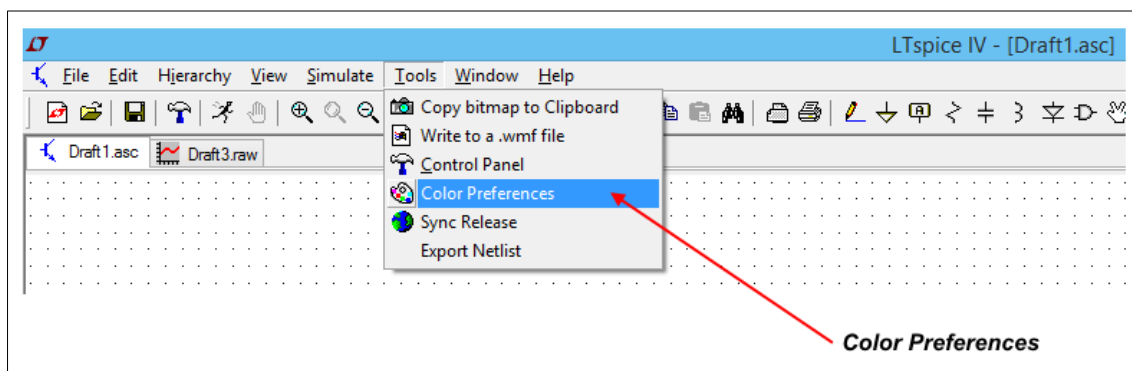 LTspice IV - [Draft1.asc]
File Edit Hierarchy View Simulate Tools Window Help
Copy bitmap to Clipboard
Write to a .wmf file
Control Panel
Color Preferences
Sync Release
Export Netlist
Draft1.asc Draft3.raw
Color Preferences